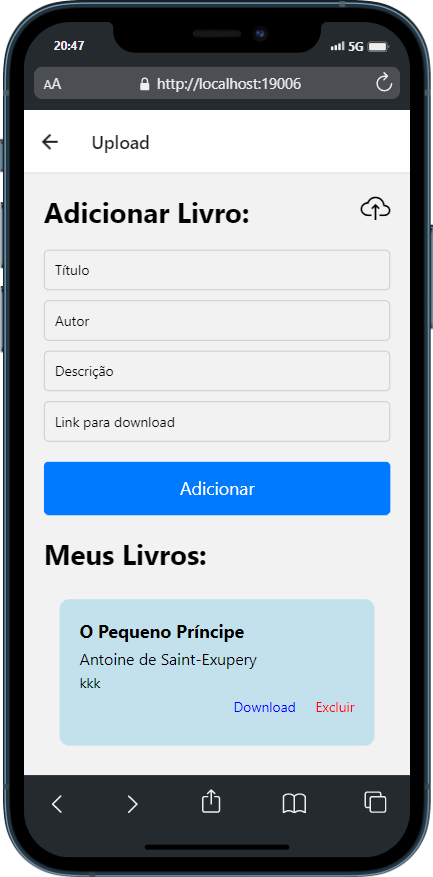 20:47
5G
AA
http://localhost:19006
Upload
Adicionar Livro:
Título
Autor
Descrição
Link para download
Adicionar
Meus Livros:
O Pequeno Príncipe
Antoine de Saint-Exupery
kkk
Download Excluir